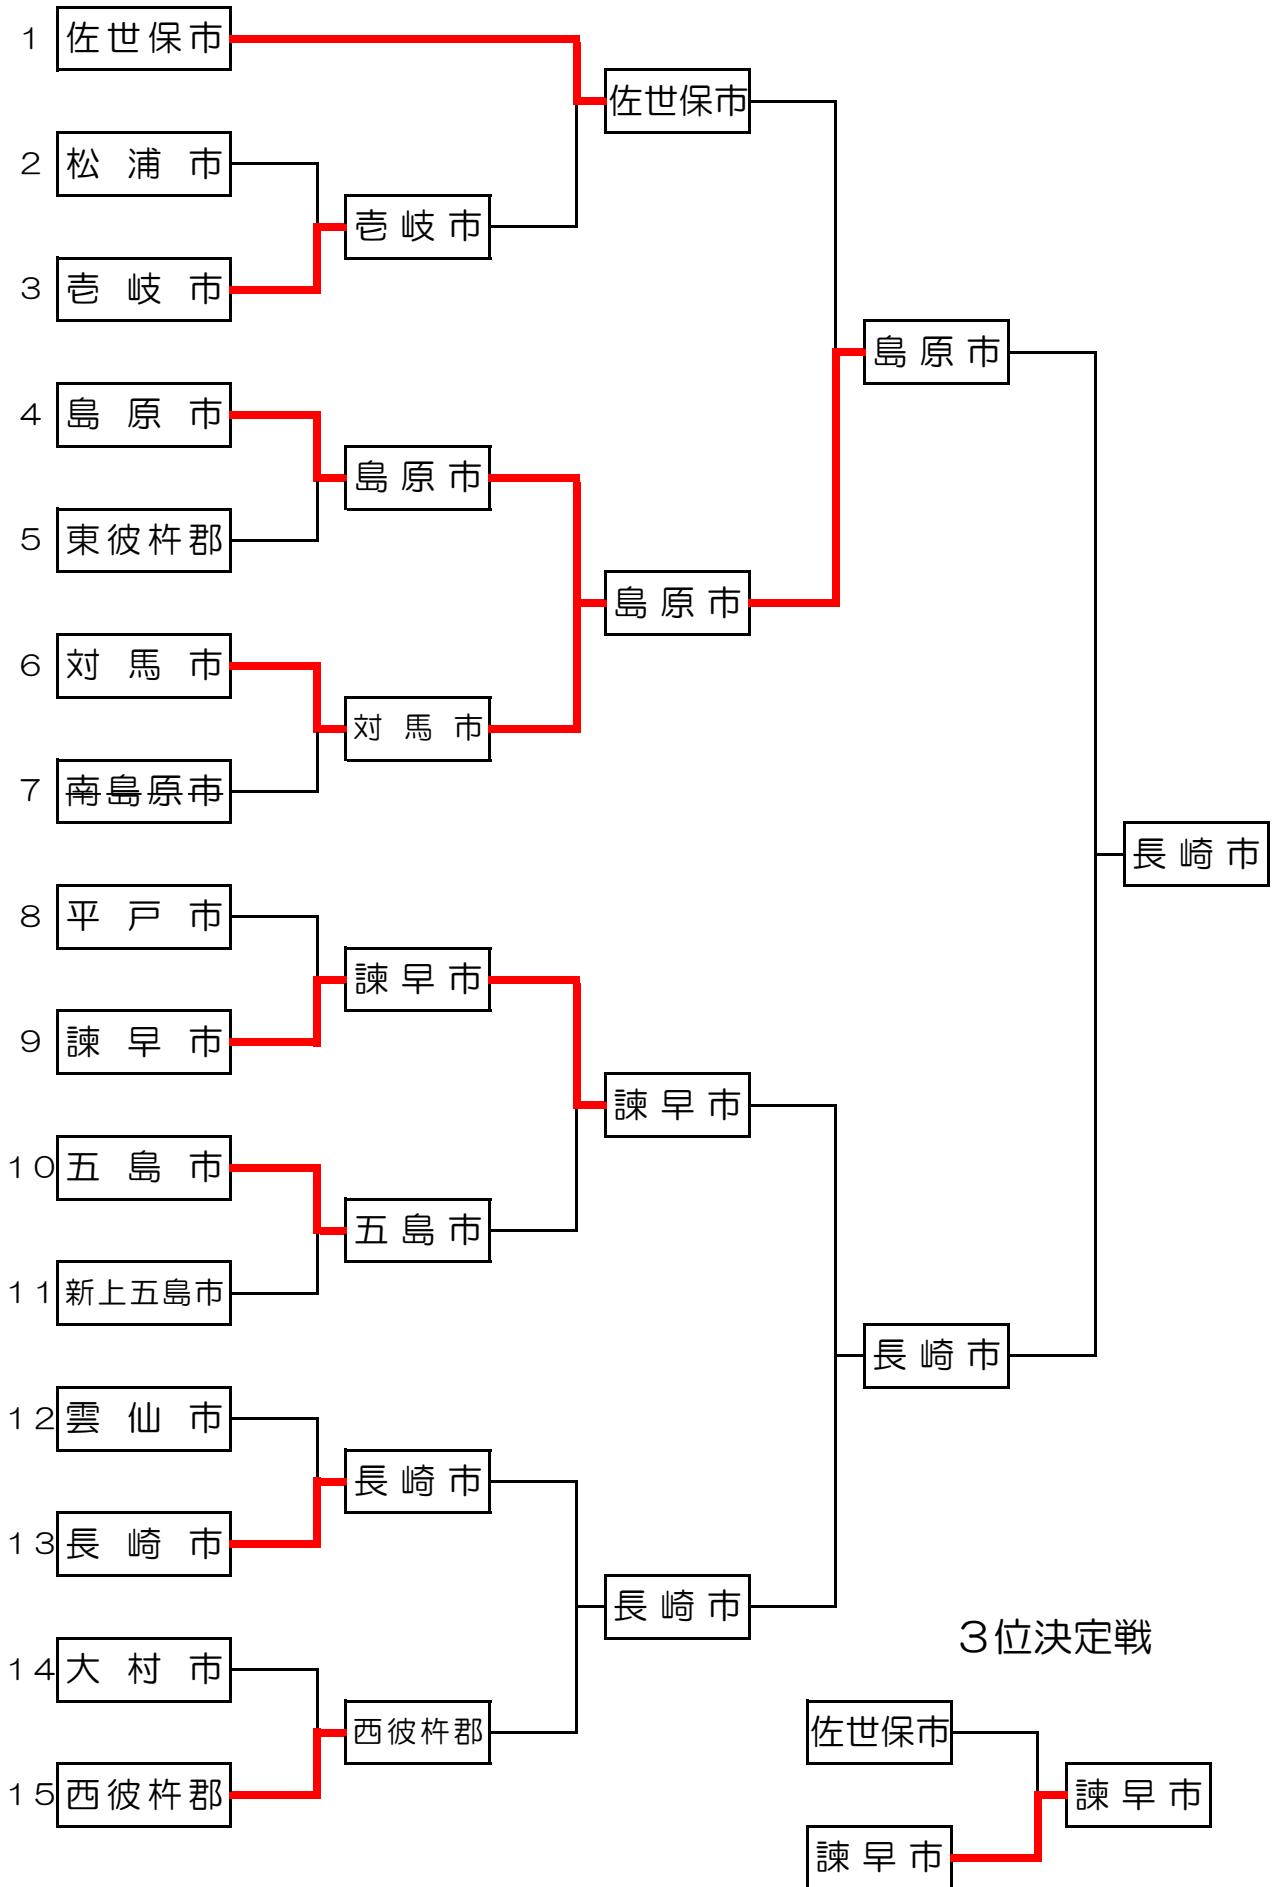 1 佐世保市
佐世保市
2 松浦市
壱岐市
3 壱岐市
島原市
4 島原市
島原市
5 東彼杵郡
島原市
6 対馬市
対馬市
7 南島原市
長崎市
8 平戸市
諫早市
9 諫早市
諫早市
10 五島市
五島市
11 新上五島市
長崎市
12 雲仙市
長崎市
13 長崎市
長崎市
3位決定戦
14 大村市
西彼杵郡
佐世保市
15 西彼杵郡
諫早市
諫早市